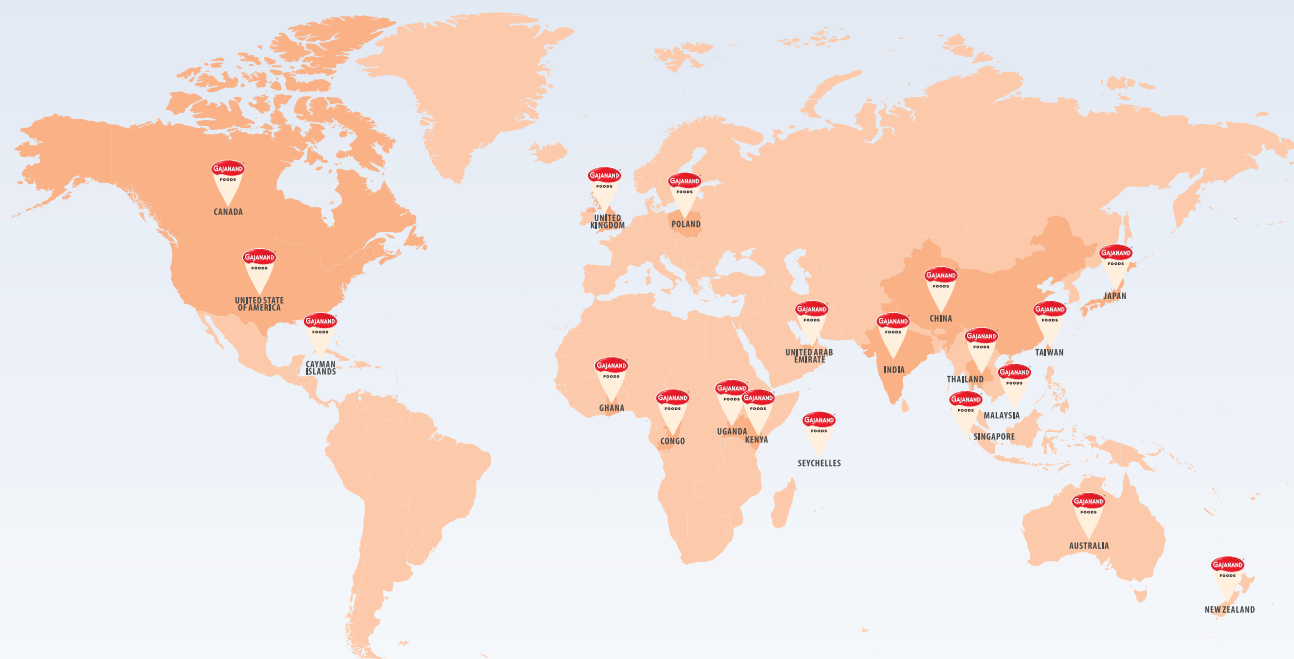 GAJANAND
FOODS
CANADA
GAJANAND
FOODS
UNITED
KINGDOM
GAJANAND
FOODS
POLAND
GAJANAND
FOODS
UNITED STATE
OF AMERICA
GAJANAND
FOODS
CAYMAN
ISLANDS
GAJANAND
FOODS
UNITED ARAB
EMIRATE
GAJANAND
FOODS
INDIA
GAJANAND
FOODS
CHINA
GAJANAND
FOODS
JAPAN
GAJANAND
FOODS
TAIWAN
GAJANAND
FOODS
THAILAND
GAJANAND
FOODS
MALAYSIA
GAJANAND
FOODS
SINGAPORE
GAJANAND
FOODS
GHANA
GAJANAND
FOODS
CONGO
GAJANAND
FOODS
UGANDA
GAJANAND
FOODS
KENYA
GAJANAND
FOODS
SEYCHELLES
GAJANAND
FOODS
AUSTRALIA
GAJANAND
FOODS
NEW ZEALAND